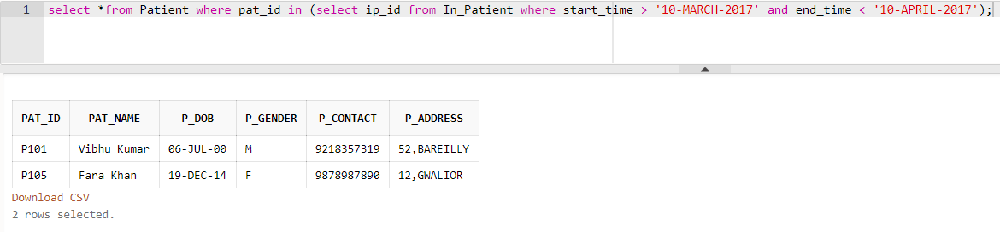 1 select *from Patient where pat_id in (select ip_id from In_Patient where start_time > '10-MARCH-2017' and end_time < '10-APRIL-2017');
PAT_ID PAT_NAME P_DOB P_GENDER P_CONTACT P_ADDRESS
P101 Vibhu Kumar 06-JUL-00 M 9218357319 52,BAREILLY
P105 Fara Khan 19-DEC-14 F 9878987890 12,GWALIOR
Download CSV
2 rows selected.